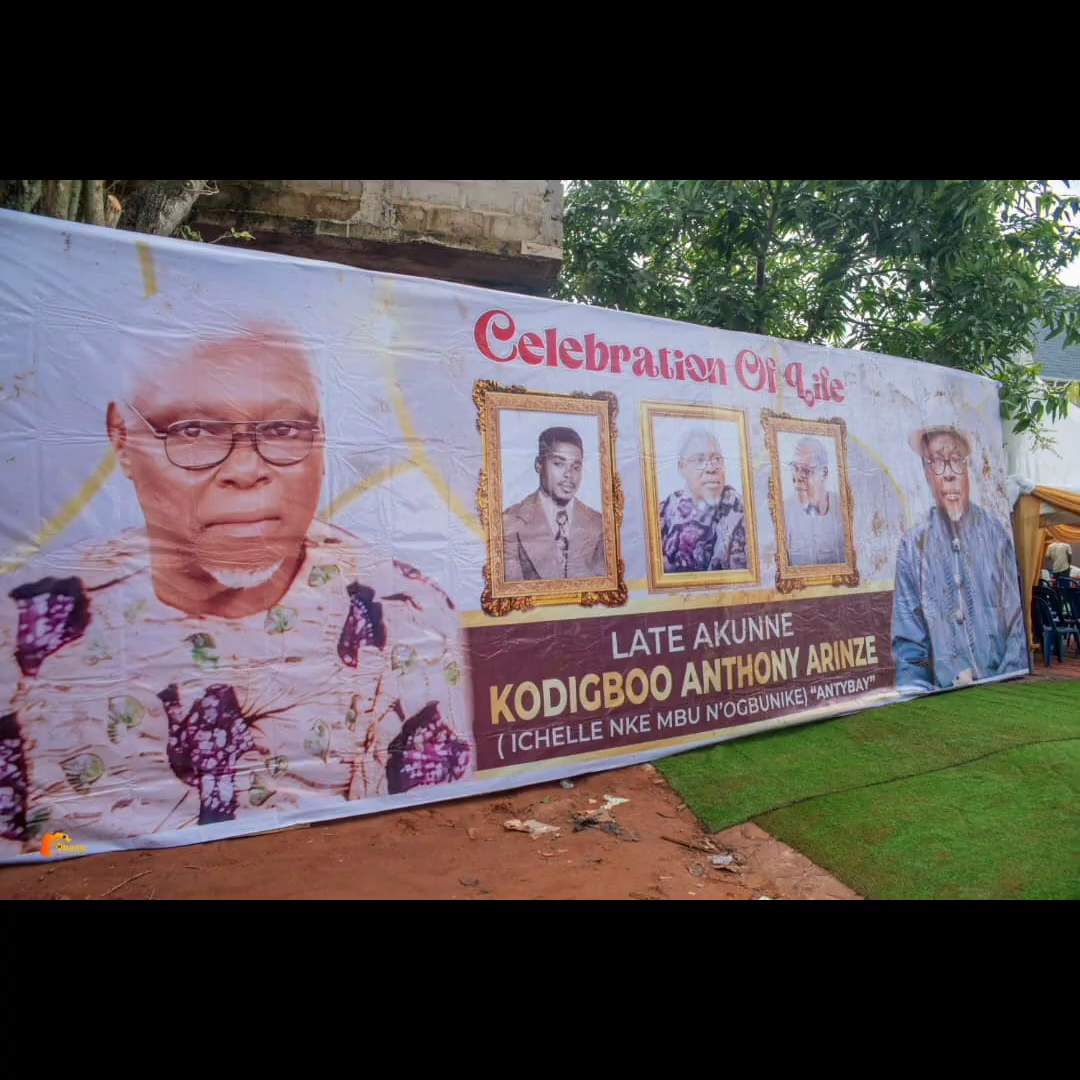 Celebration Of Life
LATE AKUNNE
KODIGBOO ANTHONY ARINZE
( ICHELLE NKE MBU N'OGBUNIKE) "ANTYBAY"